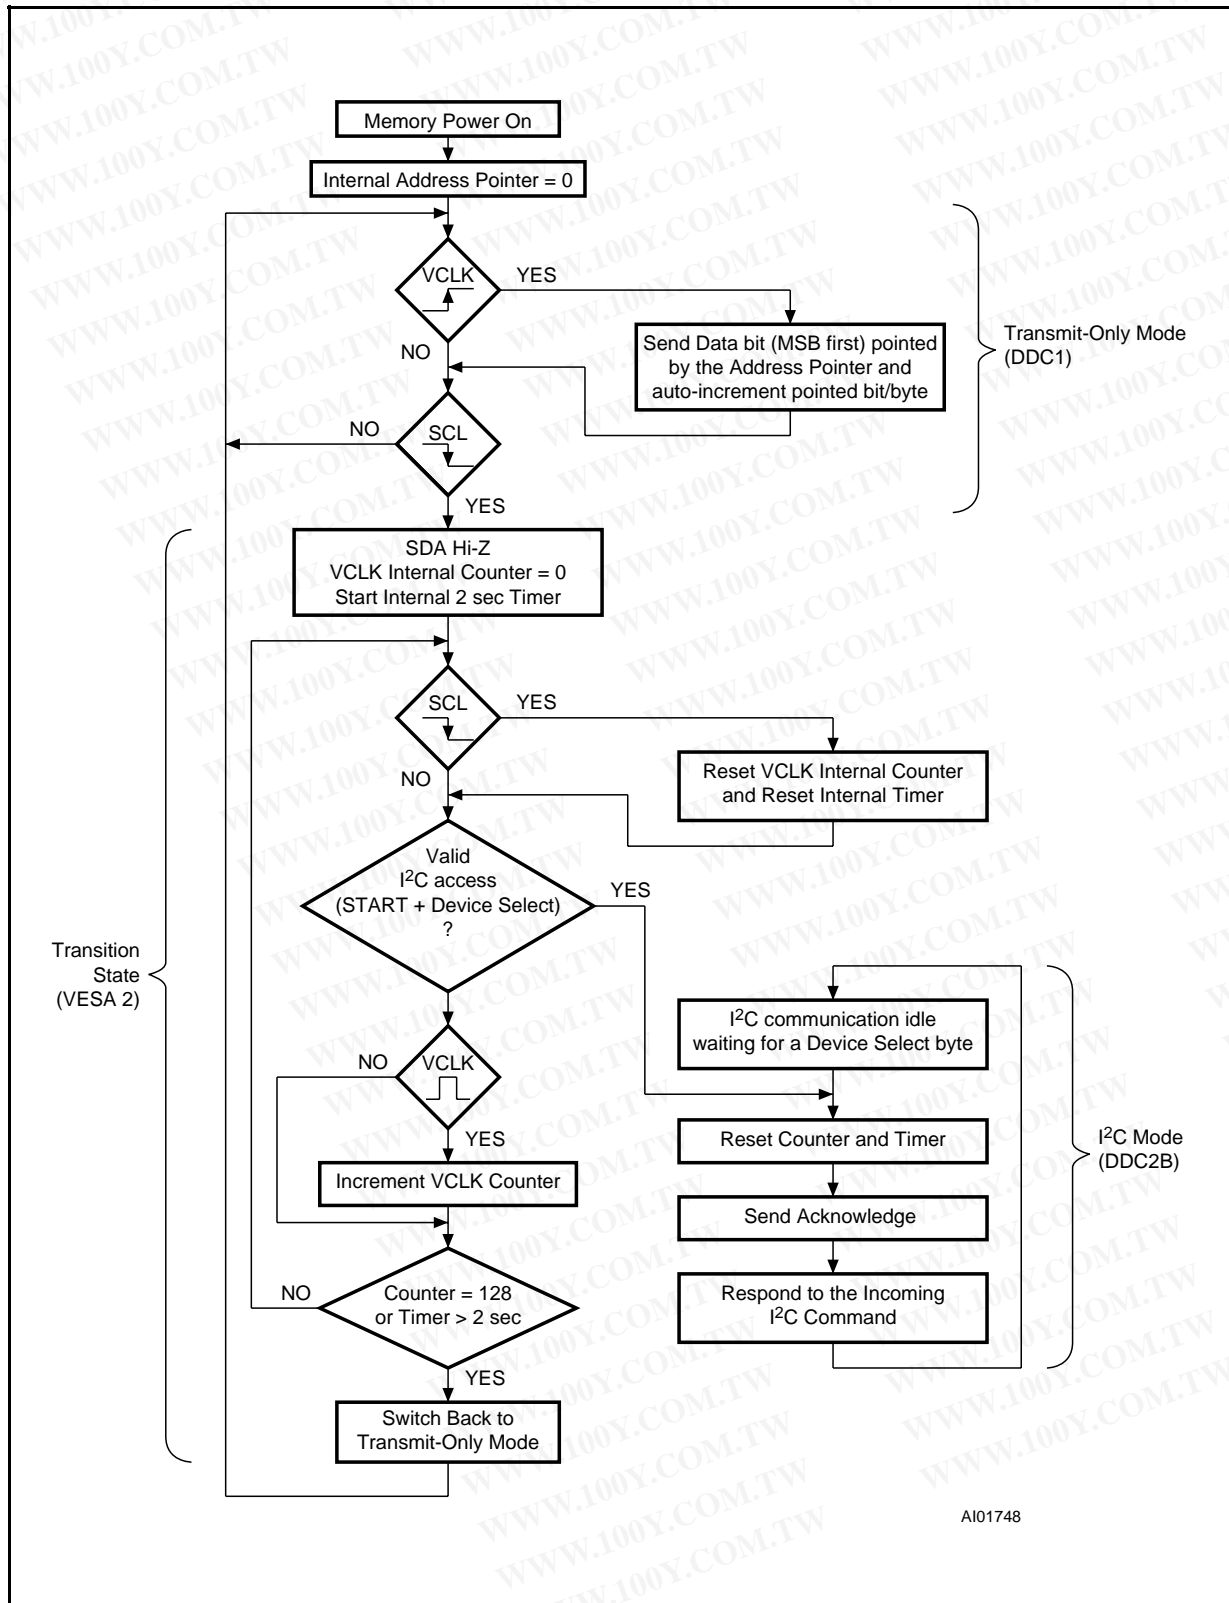 Memory Power On
Internal Address Pointer = 0
VCLK
YES
NO
Send Data bit (MSB first) pointed
by the Address Pointer and
auto-increment pointed bit/byte
Transmit-Only Mode
(DDC1)
SCL
NO
YES
SDA Hi-Z
VCLK Internal Counter = 0
Start Internal 2 sec Timer
SCL
YES
NO
Reset VCLK Internal Counter
and Reset Internal Timer
Valid
I²C access
(START + Device Select)
?
YES
Transition
State
(VESA 2)
VCLK
NO
YES
Increment VCLK Counter
Counter = 128
or Timer > 2 sec
NO
YES
Switch Back to
Transmit-Only Mode
I²C communication idle
waiting for a Device Select byte
Reset Counter and Timer
Send Acknowledge
Respond to the Incoming
I²C Command
I²C Mode
(DDC2B)
AI01748
WWW.100Y.COM.TW